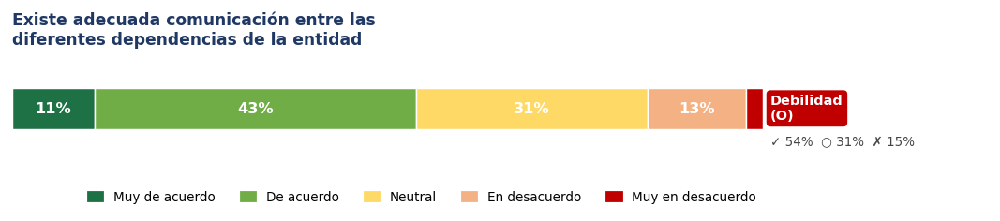 Existe adecuada comunicación entre las
diferentes dependencias de la entidad
11% 43% 31% 13%
Debilidad
(O)
✓ 54% ○ 31% ✗ 15%
Muy de acuerdo De acuerdo Neutral En desacuerdo Muy en desacuerdo